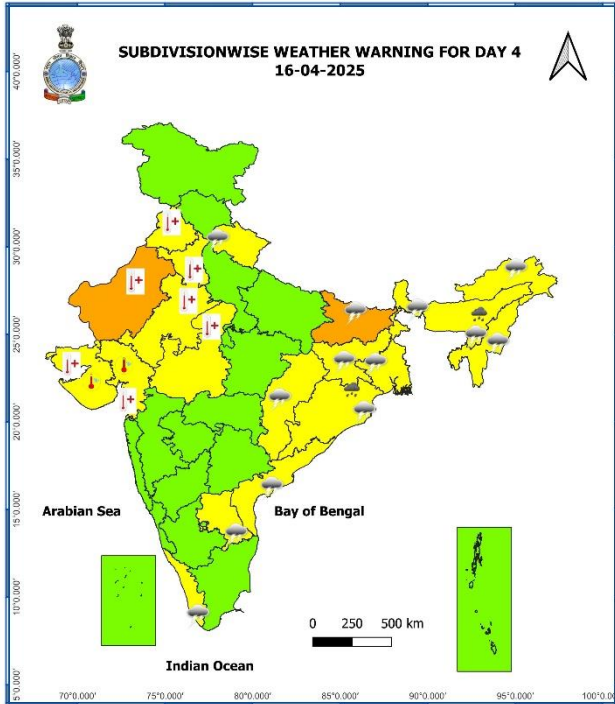 SUBDIVISIONWISE WEATHER WARNING FOR DAY 4
16-04-2025
40°0.000'
35°0.000'
30°0.000'
25°0.000'
20°0.000'
15°0.000'
10°0.000'
5°0.000'
Arabian Sea
Bay of Bengal
0 250 500 km
Indian Ocean
70°0.000' 75°0.000' 80°0.000' 85°0.000' 90°0.000' 95°0.000' 100°0.0